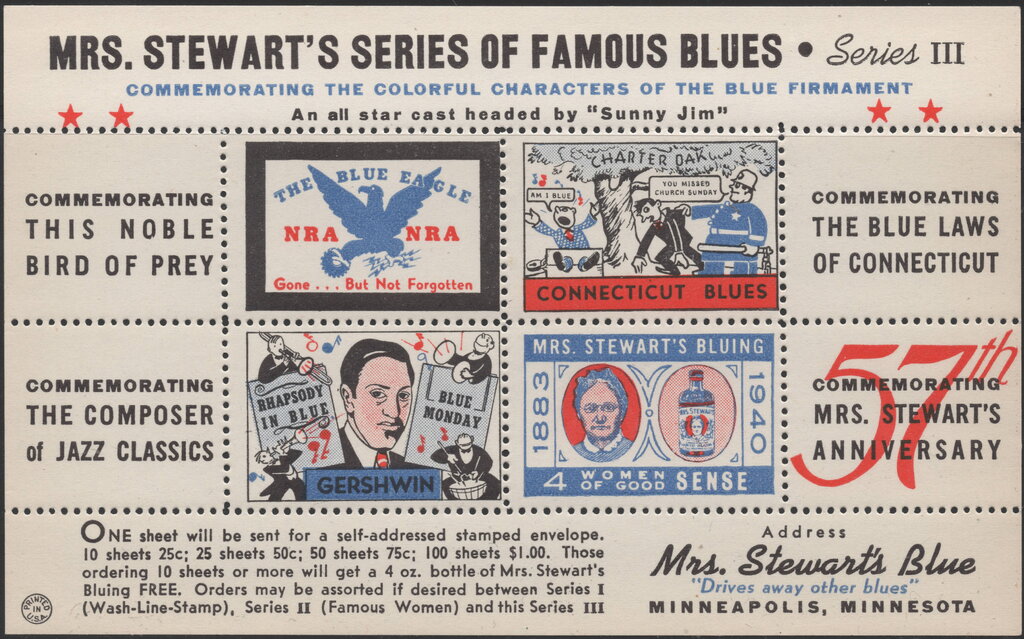 MRS. STEWART'S SERIES OF FAMOUS BLUES • Series III
COMMEMORATING THE COLORFUL CHARACTERS OF THE BLUE FIRMAMENT
An all star cast headed by "Sunny Jim"
COMMEMORATING
THIS NOBLE
BIRD OF PREY
THE BLUE EAGLE
NRA NRA
Gone . . . But Not Forgotten
CHARTER OAK
AM I BLUE
YOU MISSED
CHURCH SUNDAY
CONNECTICUT BLUES
COMMEMORATING
THE BLUE LAWS
OF CONNECTICUT
COMMEMORATING
THE COMPOSER
of JAZZ CLASSICS
RHAPSODY
IN BLUE
BLUE
MONDAY
GERSHWIN
MRS. STEWART'S BLUING
1883
1940
MRS. STEWART'S
4 WOMEN
OF GOOD SENSE
57th
COMMEMORATING
MRS. STEWART'S
ANNIVERSARY
ONE sheet will be sent for a self-addressed stamped envelope.
10 sheets 25c; 25 sheets 50c; 50 sheets 75c; 100 sheets $1.00. Those
ordering 10 sheets or more will get a 4 oz. bottle of Mrs. Stewart's
Bluing FREE. Orders may be assorted if desired between Series I
(Wash-Line-Stamp), Series II (Famous Women) and this Series III
PRINTED
IN
U.S.A.
Address
Mrs. Stewart's Blue
"Drives away other blues"
MINNEAPOLIS, MINNESOTA